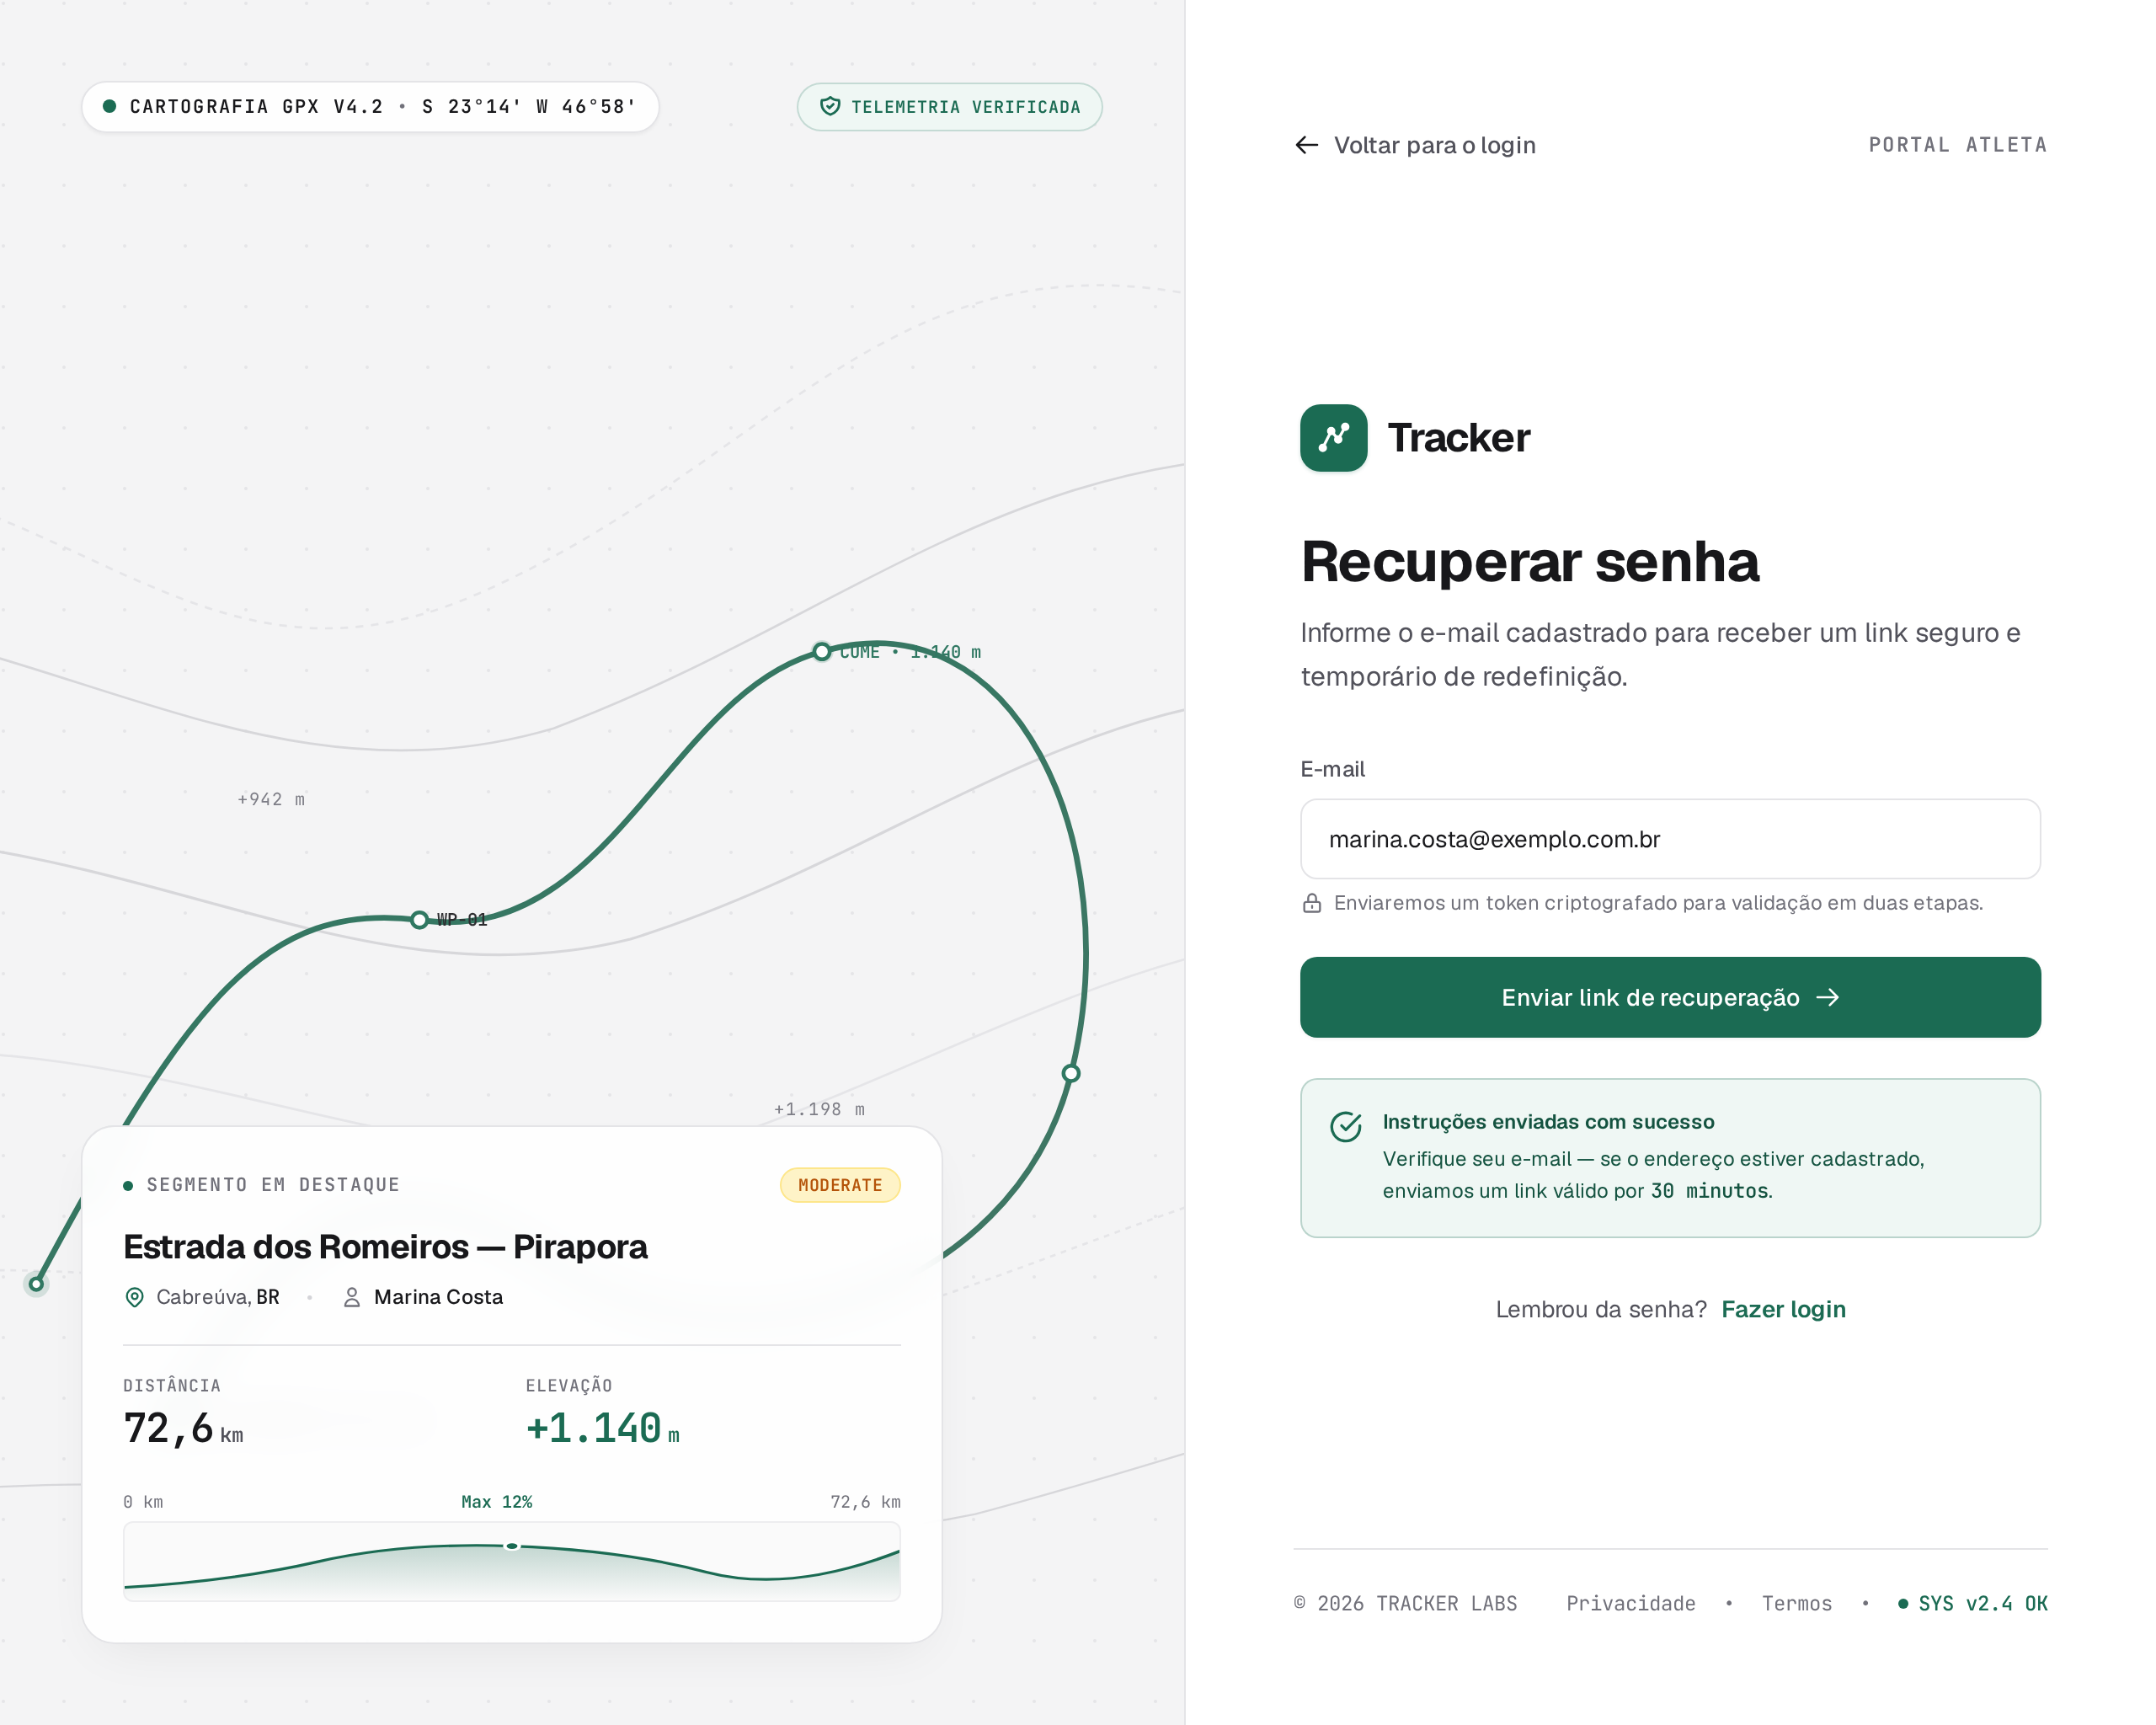 CARTOGRAFIA GPX V4.2 • S 23°14' W 46°58'
TELEMETRIA VERIFICADA
CUME • 1.140 m
+942 m
WP-01
+1.198 m
SEGMENTO EM DESTAQUE
MODERATE
Estrada dos Romeiros — Pirapora
Cabreúva, BR • Marina Costa
DISTÂNCIA
72,6 km
ELEVAÇÃO
+1.140 m
0 km
Max 12%
72,6 km
Voltar para o login
PORTAL ATLETA
Tracker
Recuperar senha
Informe o e-mail cadastrado para receber um link seguro e
temporário de redefinição.
E-mail
marina.costa@exemplo.com.br
Enviaremos um token criptografado para validação em duas etapas.
Enviar link de recuperação →
Instruções enviadas com sucesso
Verifique seu e-mail — se o endereço estiver cadastrado,
enviamos um link válido por 30 minutos.
Lembrou da senha? Fazer login
© 2026 TRACKER LABS
Privacidade • Termos • SYS v2.4 OK